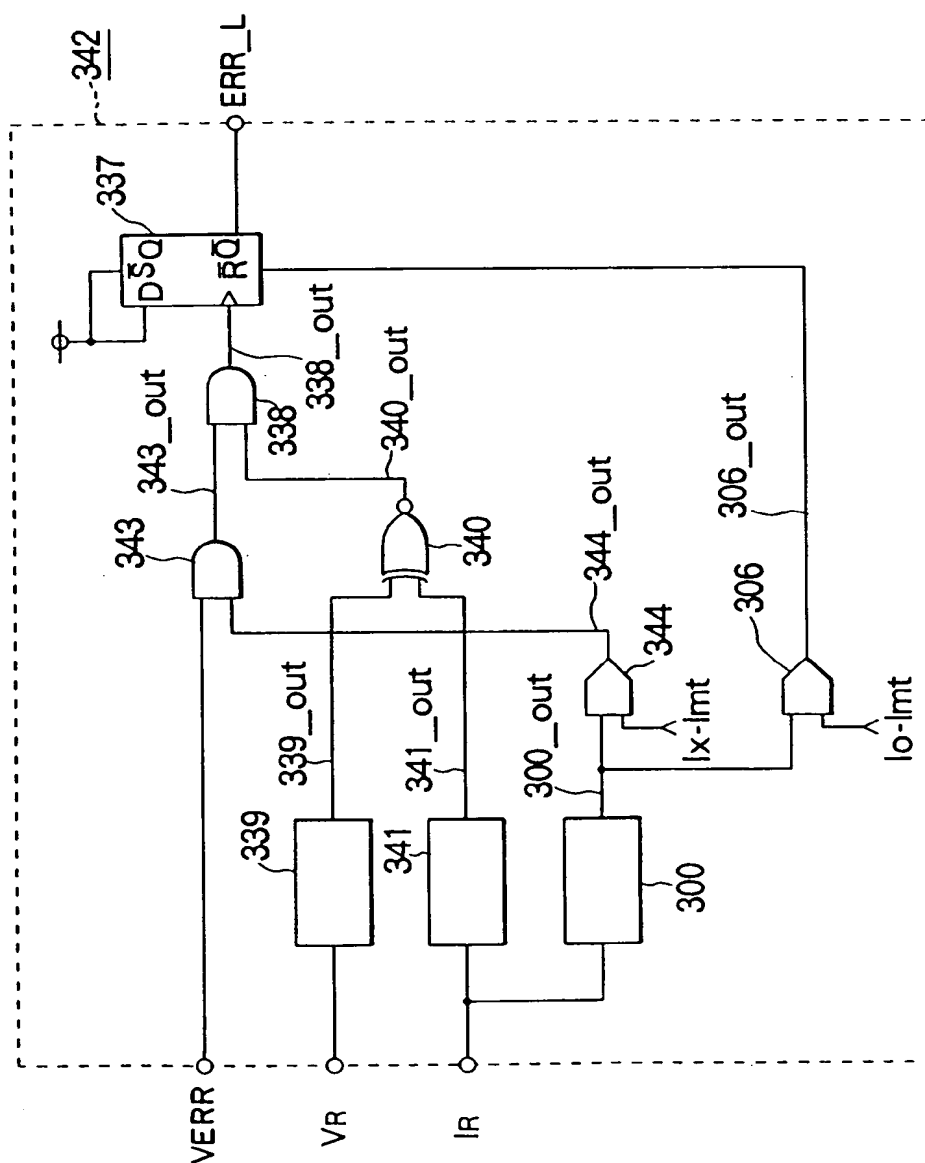 342
ERR_L
337
D S̅ Q
R̅ Q̅
338_out
338
343_out
343
340_out
340
344_out
344
306_out
306
339_out
339
341_out
341
300_out
300
Ix-lmt
Io-lmt
VERR
VR
IR